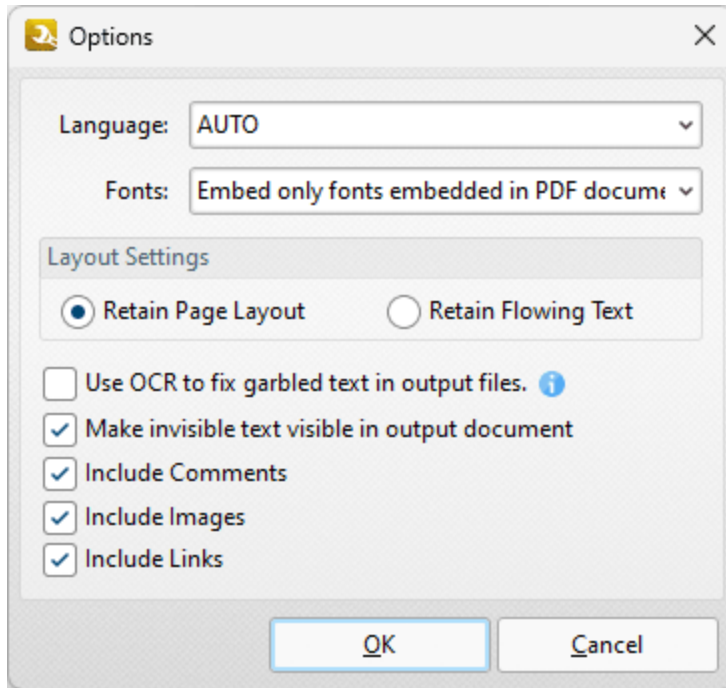 Options
Language: AUTO
Fonts: Embed only fonts embedded in PDF docume
Layout Settings
Retain Page Layout Retain Flowing Text
Use OCR to fix garbled text in output files.
Make invisible text visible in output document
Include Comments
Include Images
Include Links
OK Cancel